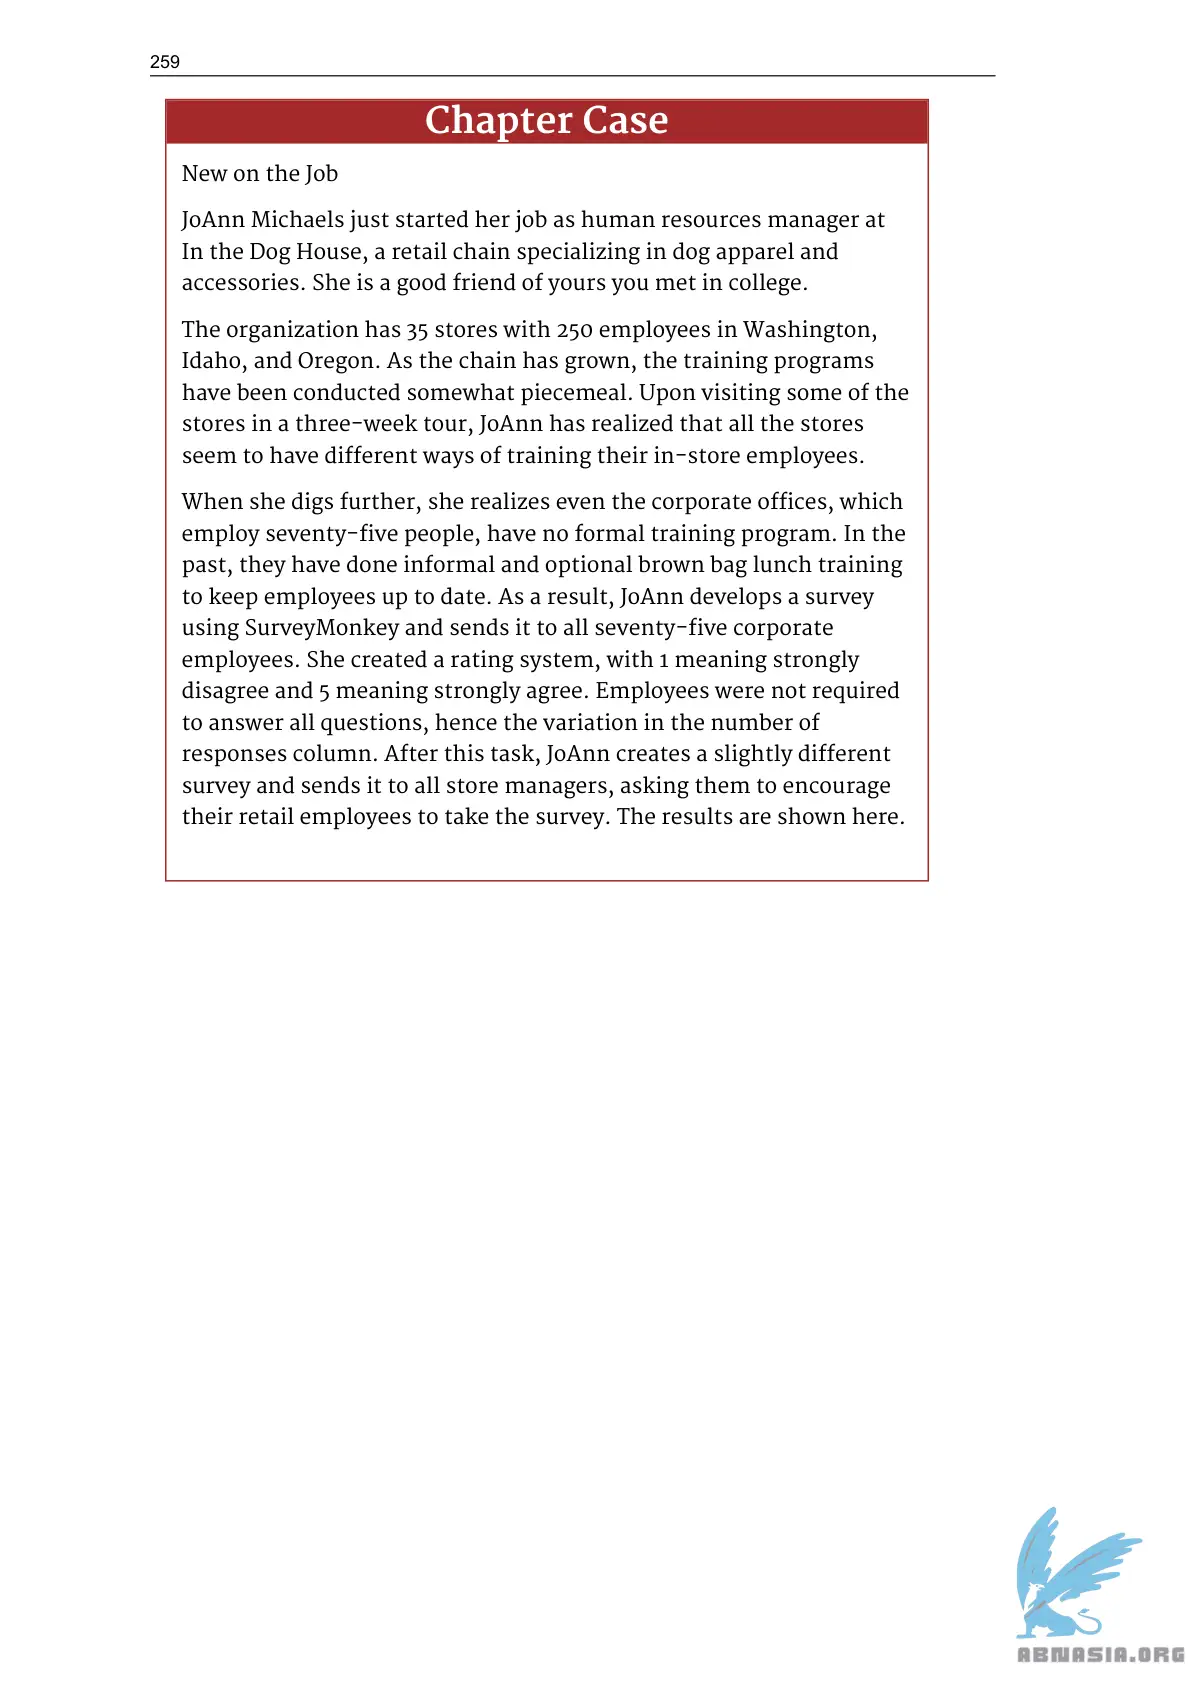 259
Chapter Case
New on the Job
JoAnn Michaels just started her job as human resources manager at
In the Dog House, a retail chain specializing in dog apparel and
accessories. She is a good friend of yours you met in college.
The organization has 35 stores with 250 employees in Washington,
Idaho, and Oregon. As the chain has grown, the training programs
have been conducted somewhat piecemeal. Upon visiting some of the
stores in a three-week tour, JoAnn has realized that all the stores
seem to have different ways of training their in-store employees.
When she digs further, she realizes even the corporate offices, which
employ seventy-five people, have no formal training program. In the
past, they have done informal and optional brown bag lunch training
to keep employees up to date. As a result, JoAnn develops a survey
using SurveyMonkey and sends it to all seventy-five corporate
employees. She created a rating system, with 1 meaning strongly
disagree and 5 meaning strongly agree. Employees were not required
to answer all questions, hence the variation in the number of
responses column. After this task, JoAnn creates a slightly different
survey and sends it to all store managers, asking them to encourage
their retail employees to take the survey. The results are shown here.
ABNASIA.ORG